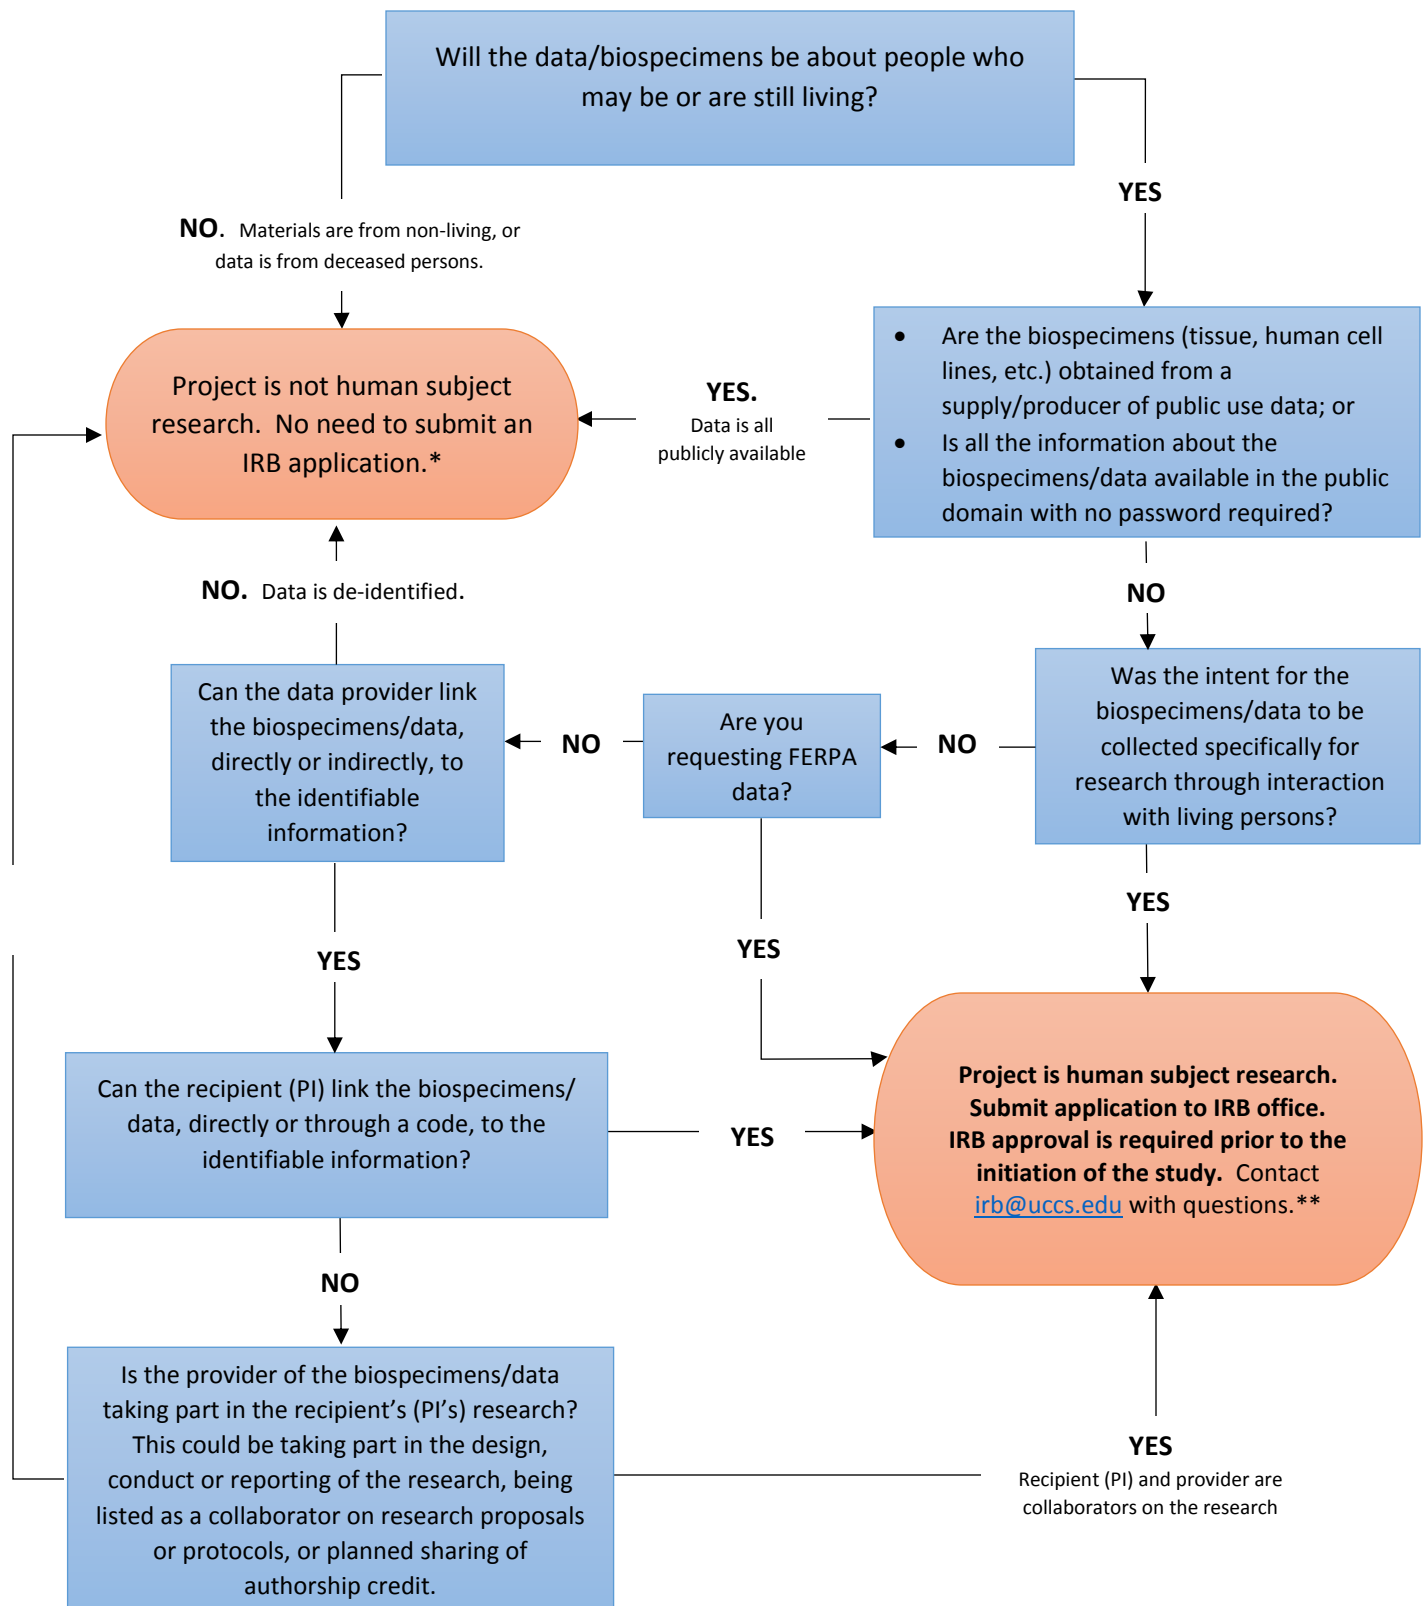 Will the data/biospecimens be about people who
may be or are still living?
YES
NO. Materials are from non-living, or
data is from deceased persons.
Project is not human subject
research. No need to submit an
IRB application.*
YES.
Data is all
publicly available
• Are the biospecimens (tissue, human cell
lines, etc.) obtained from a
supply/producer of public use data; or
• Is all the information about the
biospecimens/data available in the public
domain with no password required?
NO. Data is de-identified.
NO
Can the data provider link
the biospecimens/data,
directly or indirectly, to
the identifiable
information?
NO
Are you
requesting FERPA
data?
NO
Was the intent for the
biospecimens/data to be
collected specifically for
research through interaction
with living persons?
YES
YES
YES
Can the recipient (PI) link the biospecimens/
data, directly or through a code, to the
identifiable information?
YES
Project is human subject research.
Submit application to IRB office.
IRB approval is required prior to the
initiation of the study. Contact
irb@uccs.edu with questions.**
NO
Is the provider of the biospecimens/data
taking part in the recipient’s (PI’s) research?
This could be taking part in the design,
conduct or reporting of the research, being
listed as a collaborator on research proposals
or protocols, or planned sharing of
authorship credit.
YES
Recipient (PI) and provider are
collaborators on the research